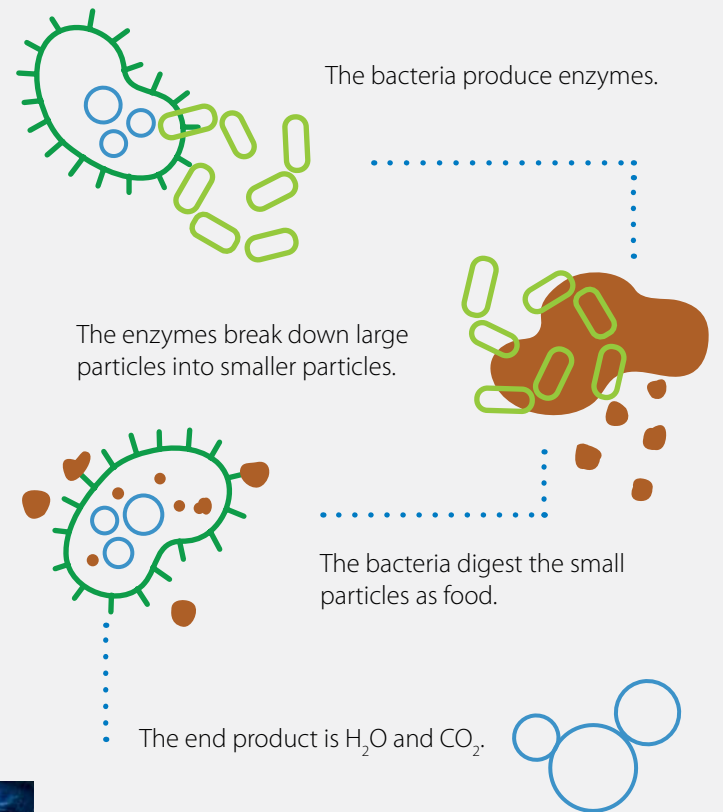 The bacteria produce enzymes.
The enzymes break down large
particles into smaller particles.
The bacteria digest the small
particles as food.
The end product is H₂O and CO₂.